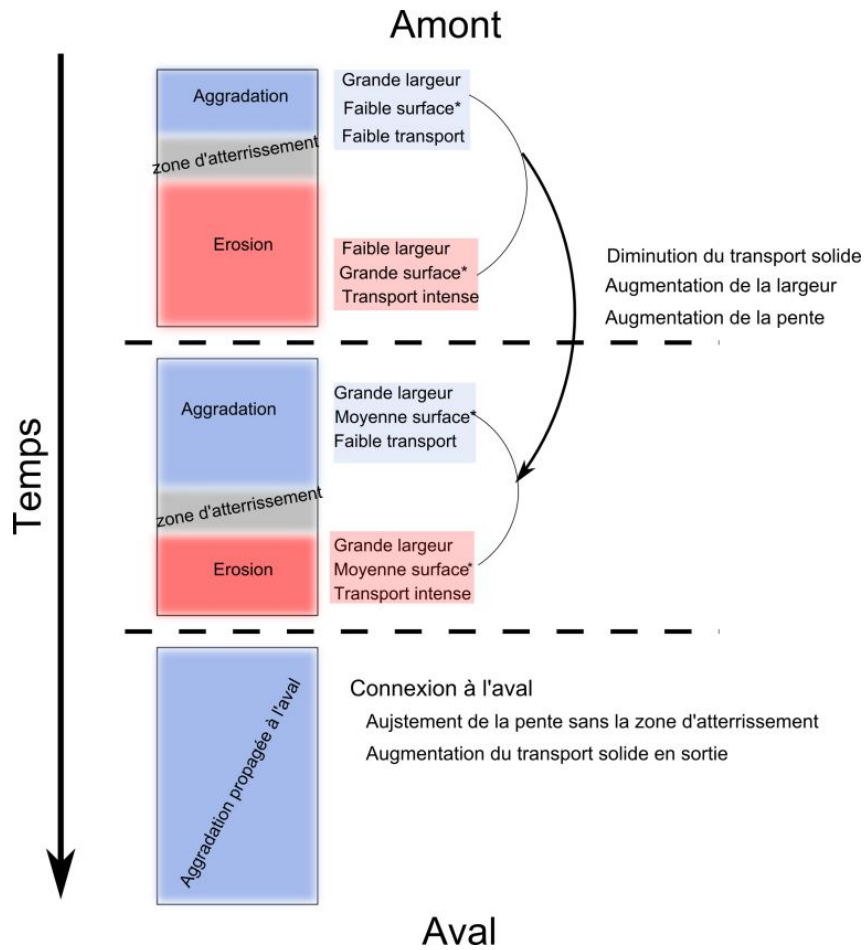 Amont
Temps
Aggradation
zone d'atterrissement
Erosion
Grande largeur
Faible surface*
Faible transport
Faible largeur
Grande surface*
Transport intense
Diminution du transport solide
Augmentation de la largeur
Augmentation de la pente
Aggradation
zone d'atterrissement
Erosion
Grande largeur
Moyenne surface*
Faible transport
Grande largeur
Moyenne surface*
Transport intense
Aggradation propagée à l'aval
Connexion à l'aval
Aujstement de la pente sans la zone d'atterrissement
Augmentation du transport solide en sortie
Aval